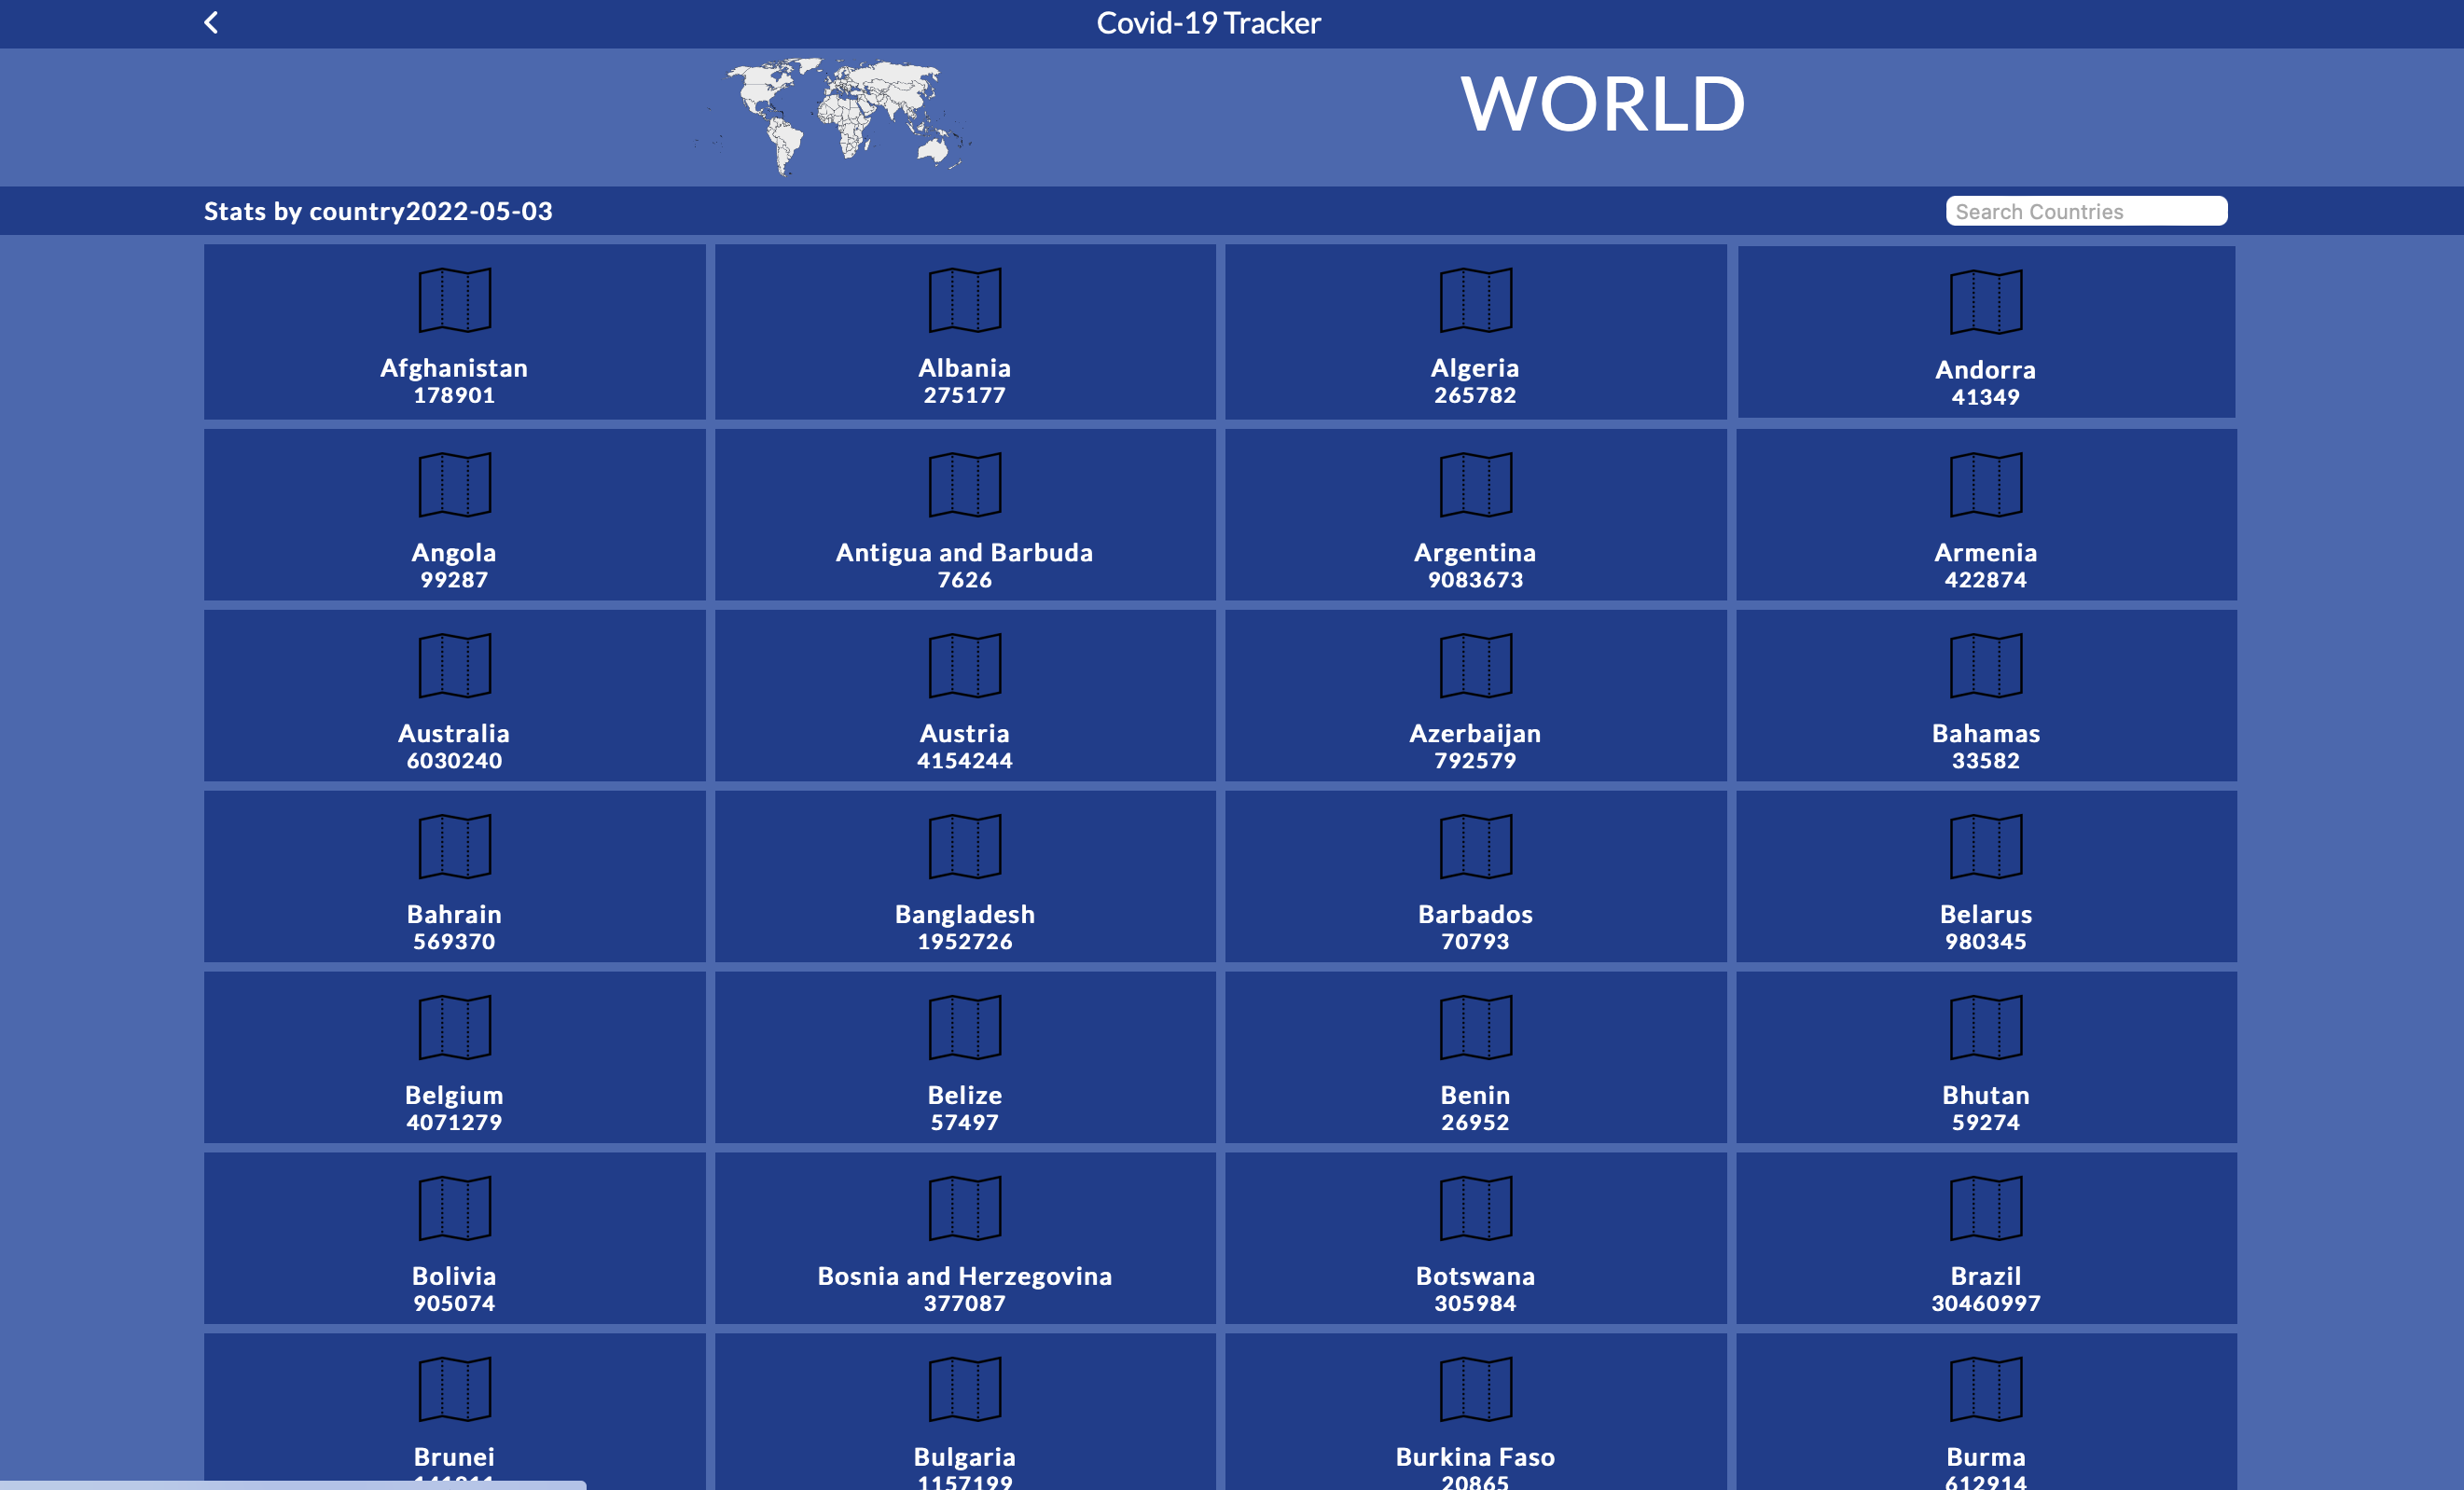 Covid-19 Tracker
WORLD
Stats by country2022-05-03
Search Countries
Afghanistan
178901
Albania
275177
Algeria
265782
Andorra
41349
Angola
99287
Antigua and Barbuda
7626
Argentina
9083673
Armenia
422874
Australia
6030240
Austria
4154244
Azerbaijan
792579
Bahamas
33582
Bahrain
569370
Bangladesh
1952726
Barbados
70793
Belarus
980345
Belgium
4071279
Belize
57497
Benin
26952
Bhutan
59274
Bolivia
905074
Bosnia and Herzegovina
377087
Botswana
305984
Brazil
30460997
Brunei
Bulgaria
1157199
Burkina Faso
20865
Burma
612914